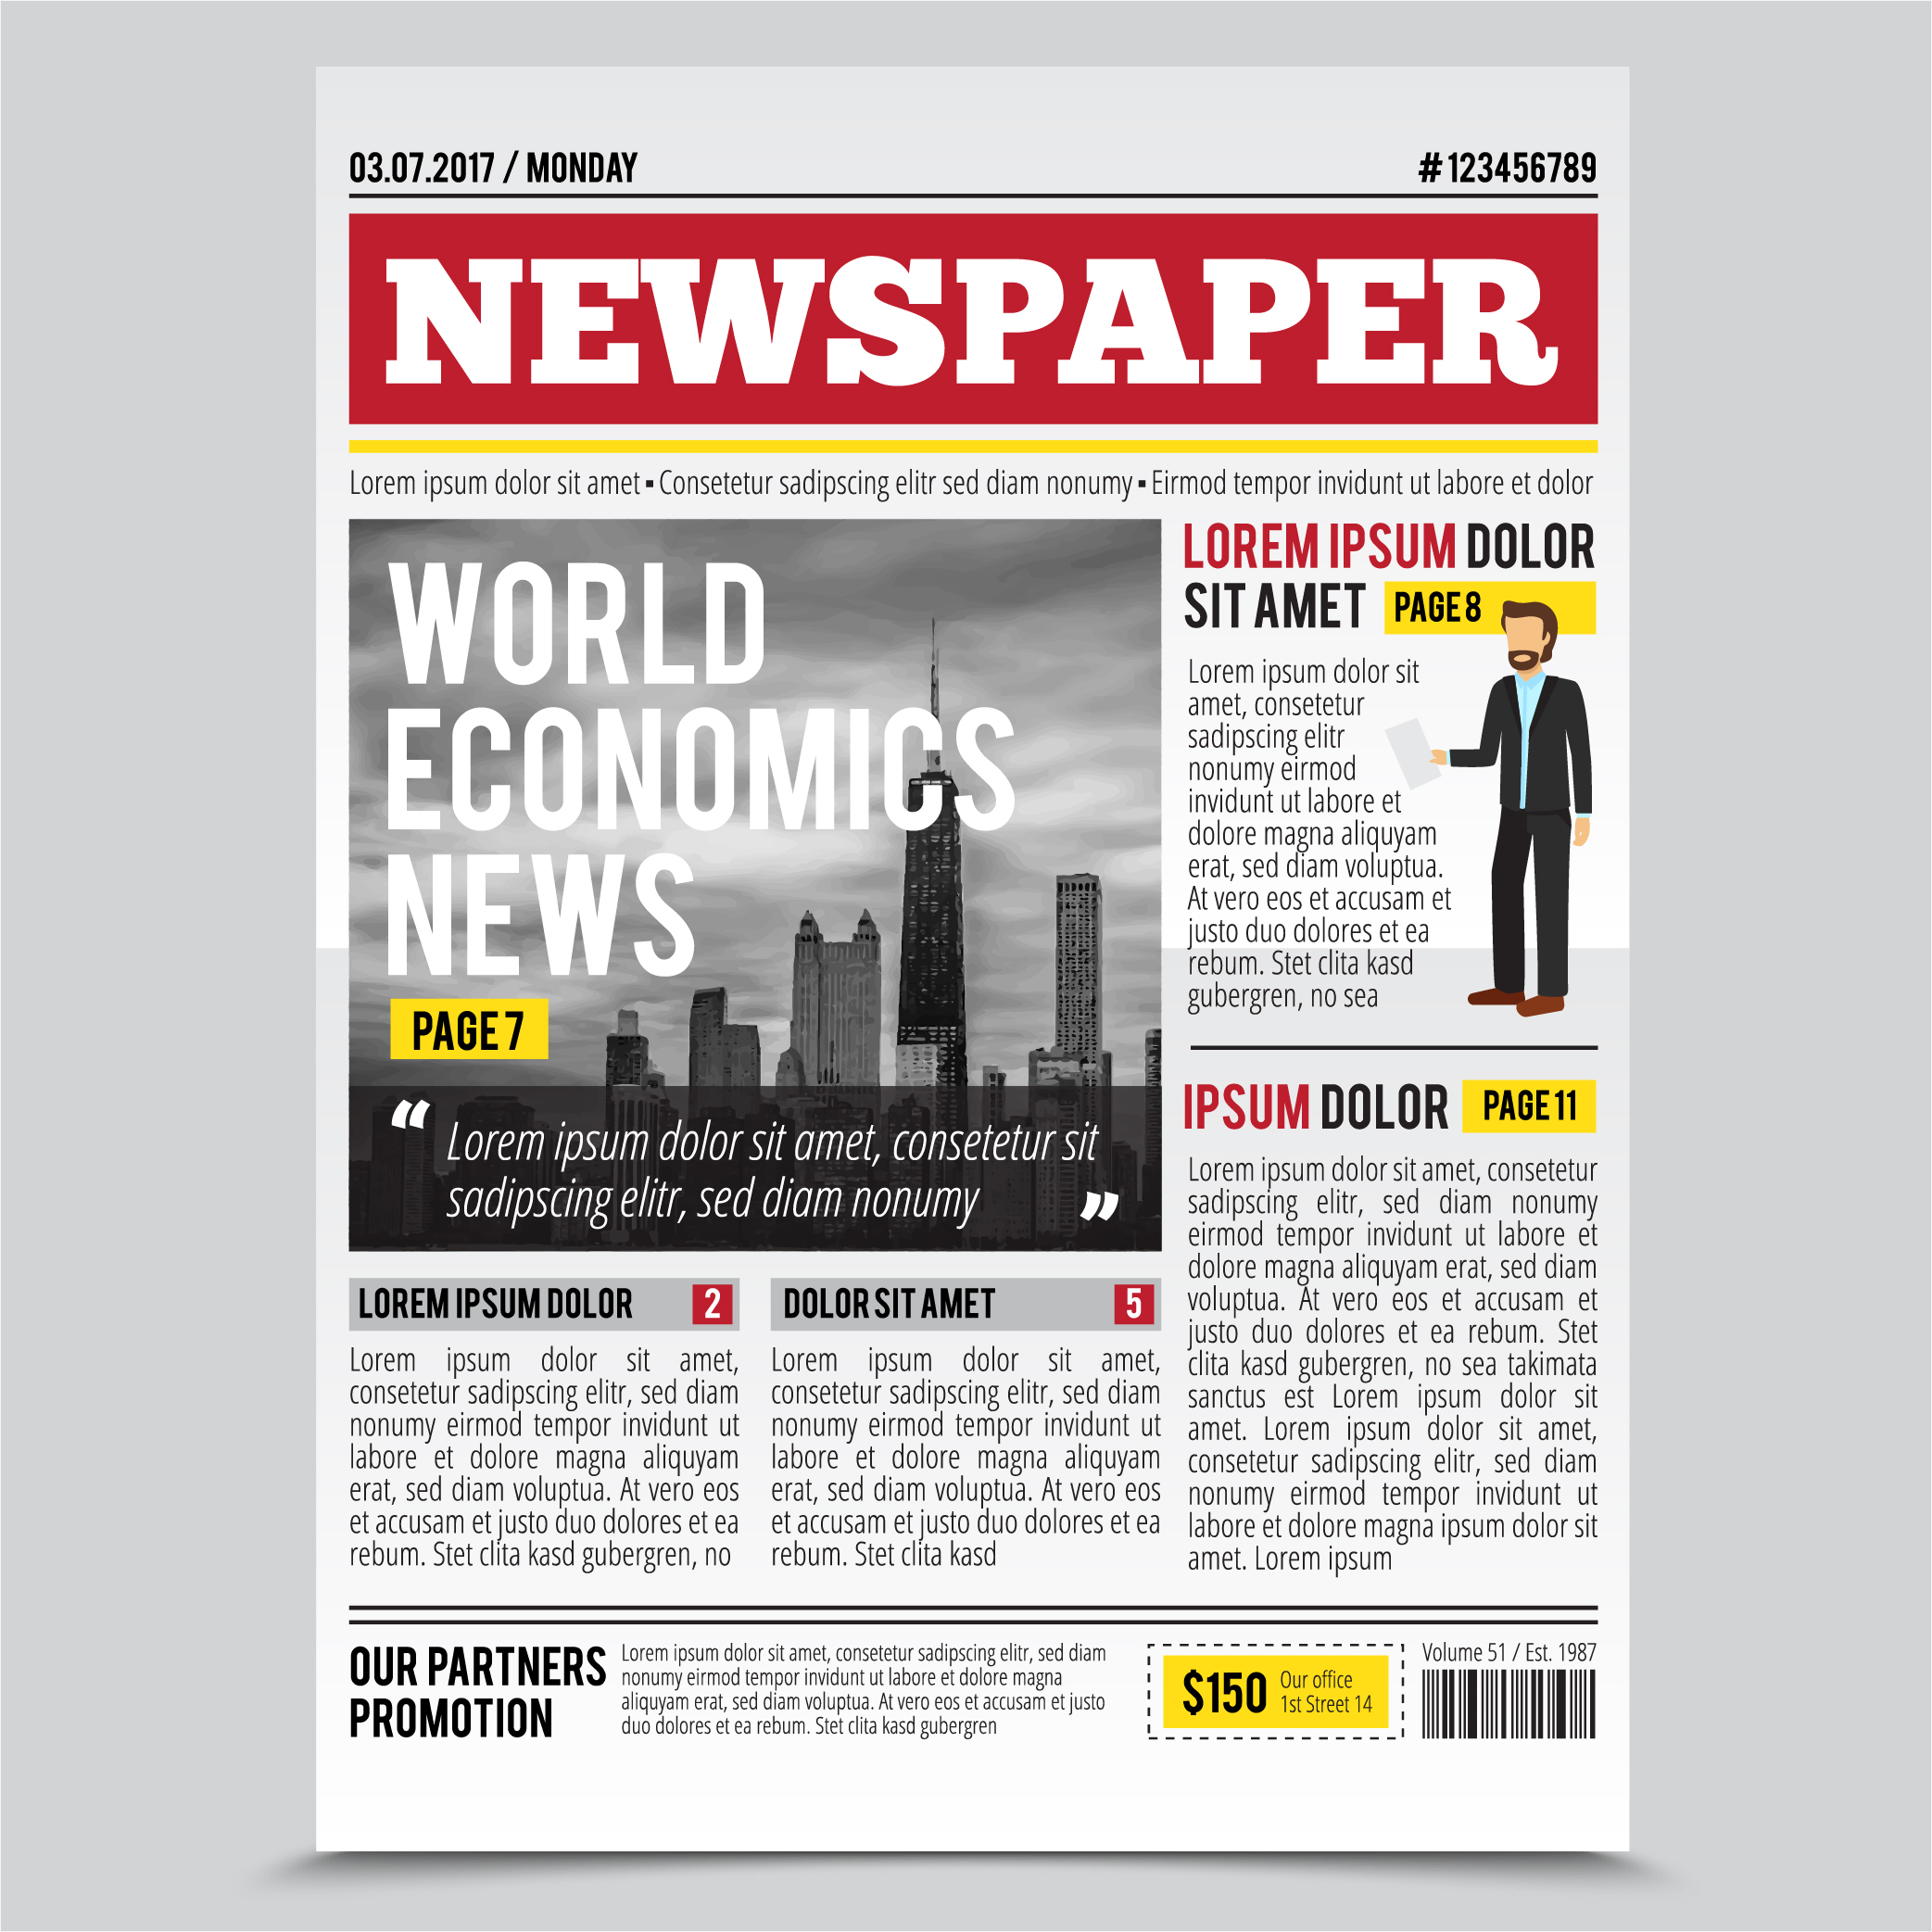 03.07.2017 / MONDAY
#123456789
NEWSPAPER
Lorem ipsum dolor sit amet ▪ Consetetur sadipscing elitr sed diam nonumy ▪ Eirmod tempor invidunt ut labore et dolor
WORLD
ECONOMICS
NEWS
PAGE 7
“ Lorem ipsum dolor sit amet, consetetur sit
sadipscing elitr, sed diam nonumy ”
LOREM IPSUM DOLOR
SIT AMET PAGE 8
Lorem ipsum dolor sit
amet, consetetur
sadipscing elitr
nonumy eirmod
invidunt ut labore et
dolore magna aliquyam
erat, sed diam voluptua.
At vero eos et accusam et
justo duo dolores et ea
rebum. Stet clita kasd
gubergren, no sea
IPSUM DOLOR PAGE 11
Lorem ipsum dolor sit amet, consetetur
sadipscing elitr, sed diam nonumy
eirmod tempor invidunt ut labore et
dolore magna aliquyam erat, sed diam
voluptua. At vero eos et accusam et
justo duo dolores et ea rebum. Stet
clita kasd gubergren, no sea takimata
sanctus est Lorem ipsum dolor sit
amet. Lorem ipsum dolor sit amet,
consetetur sadipscing elitr, sed diam
nonumy eirmod tempor invidunt ut
labore et dolore magna ipsum dolor sit
amet. Lorem ipsum
LOREM IPSUM DOLOR 2
Lorem ipsum dolor sit amet,
consetetur sadipscing elitr, sed diam
nonumy eirmod tempor invidunt ut
labore et dolore magna aliquyam
erat, sed diam voluptua. At vero eos
et accusam et justo duo dolores et ea
rebum. Stet clita kasd gubergren, no
DOLOR SIT AMET 5
Lorem ipsum dolor sit amet,
consetetur sadipscing elitr, sed diam
nonumy eirmod tempor invidunt ut
labore et dolore magna aliquyam
erat, sed diam voluptua. At vero eos
et accusam et justo duo dolores et ea
rebum. Stet clita kasd
OUR PARTNERS
PROMOTION
Lorem ipsum dolor sit amet, consetetur sadipscing elitr, sed diam
nonumy eirmod tempor invidunt ut labore et dolore magna
aliquyam erat, sed diam voluptua. At vero eos et accusam et justo
duo dolores et ea rebum. Stet clita kasd gubergren
$150
Our office
1st Street 14
Volume 51 / Est. 1987